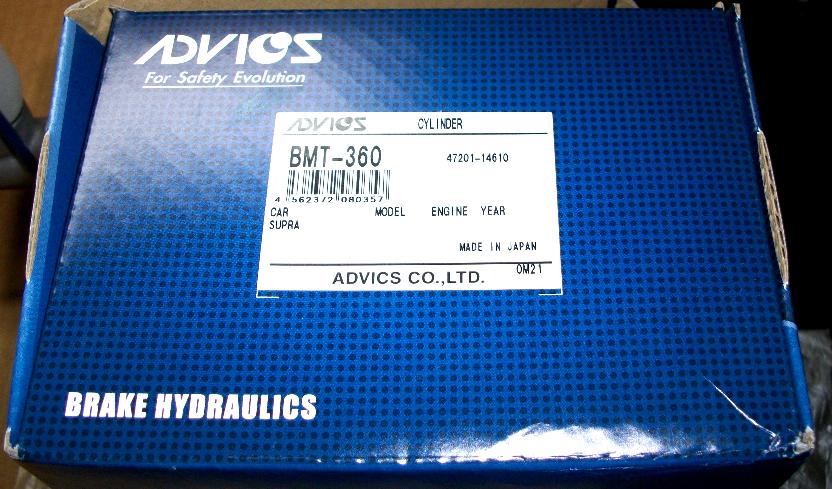 ADVICS
For Safety Evolution
ADVICS CYLINDER
BMT-360 47201-14610
4 562372 080357
CAR MODEL ENGINE YEAR
SUPRA
MADE IN JAPAN
ADVICS CO.,LTD. OM21
BRAKE HYDRAULICS